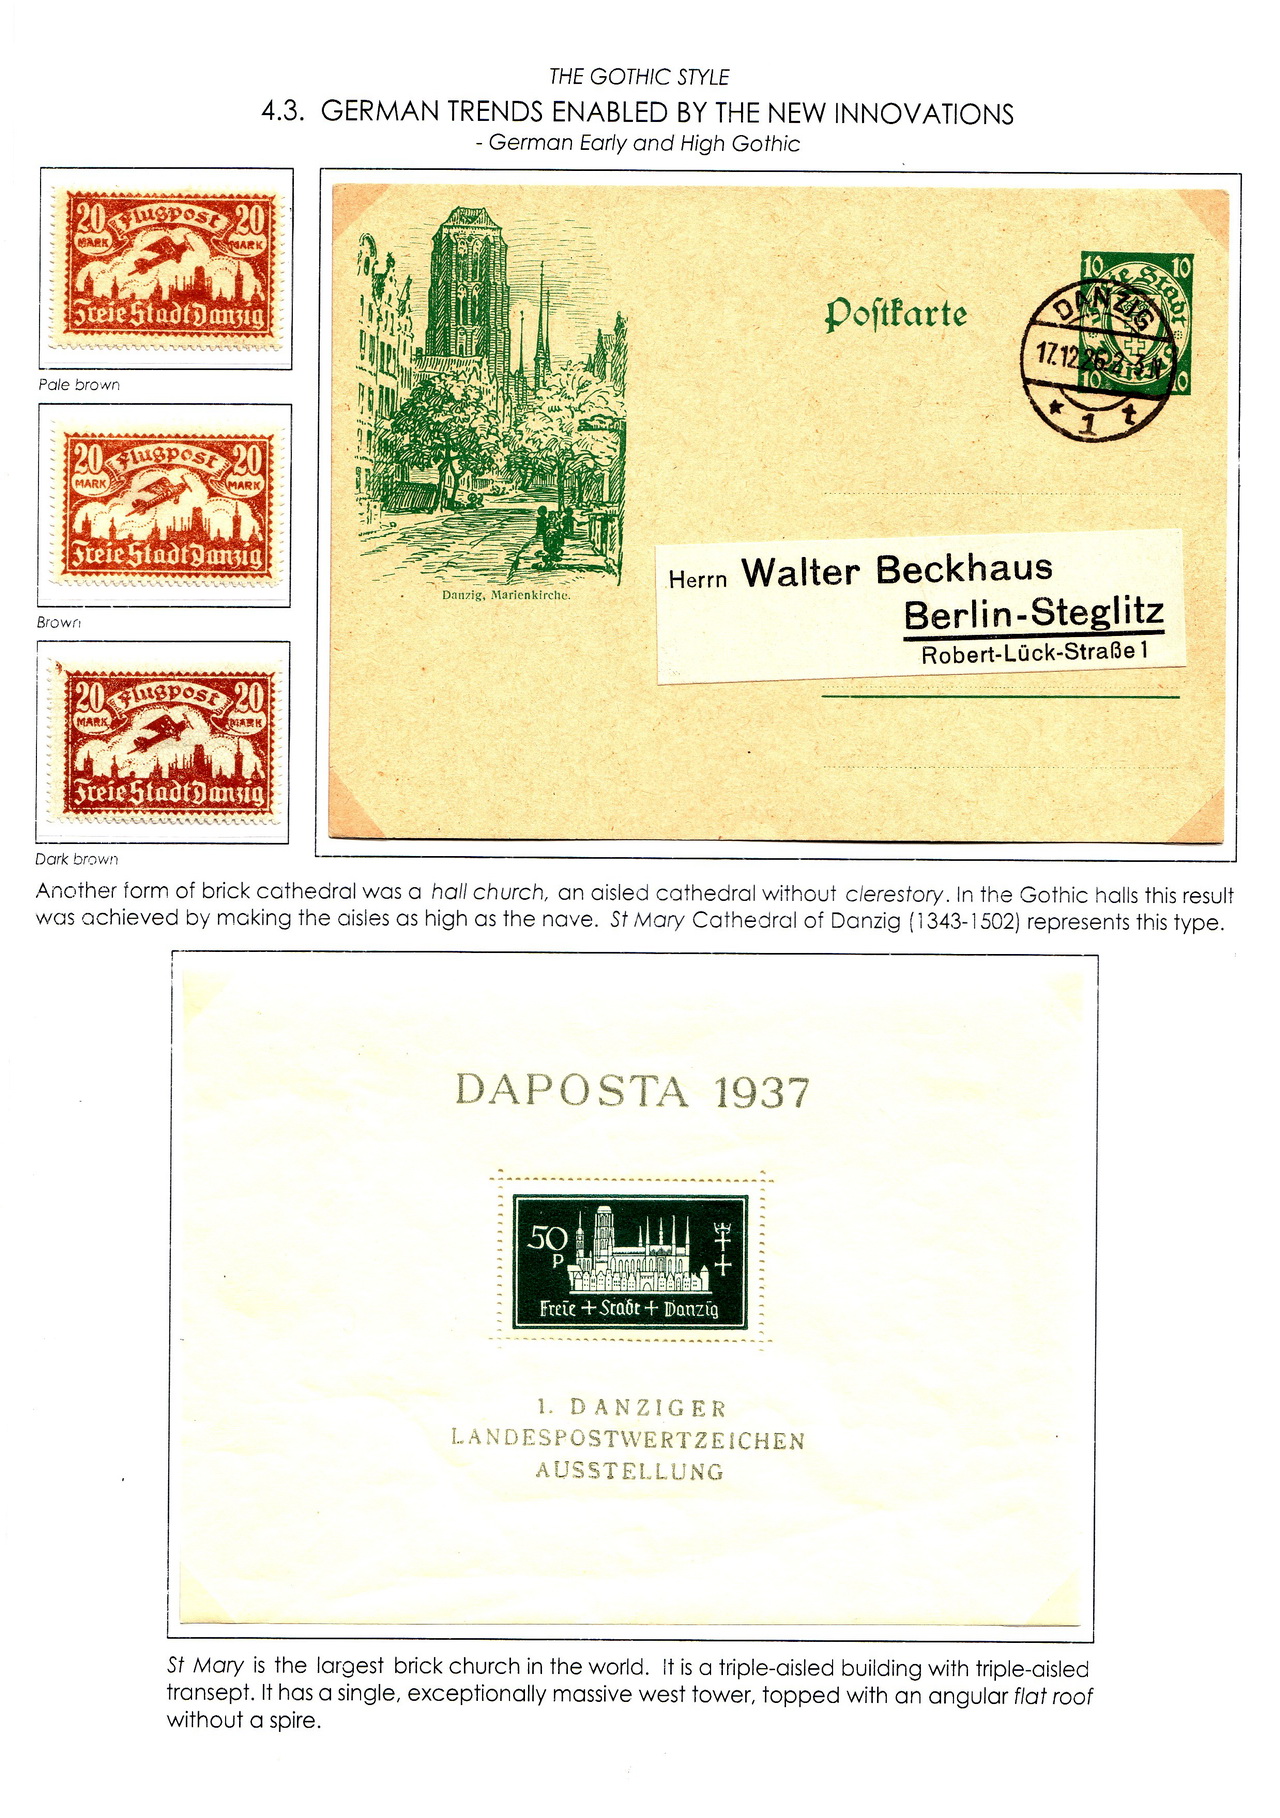 THE GOTHIC STYLE
4.3. GERMAN TRENDS ENABLED BY THE NEW INNOVATIONS
- German Early and High Gothic
20 Flugpost 20
MARK MARK
Freie Stadt Danzig
Pale brown
20 Flugpost 20
MARK MARK
Freie Stadt Danzig
Brown
20 Flugpost 20
MARK MARK
Freie Stadt Danzig
Dark brown
Danzig, Marienkirche.
Poſtkarte
10 10
Freie Stadt
10 10
DANZIG
17.12.26
* 1 t
Herrn Walter Beckhaus
Berlin-Steglitz
Robert-Lück-Straße 1
Another form of brick cathedral was a hall church, an aisled cathedral without clerestory. In the Gothic halls this result
was achieved by making the aisles as high as the nave. St Mary Cathedral of Danzig (1343-1502) represents this type.
DAPOSTA 1937
50
P
Freie + Stadt + Danzig
1. DANZIGER
LANDESPOSTWERTZEICHEN
AUSSTELLUNG
St Mary is the largest brick church in the world. It is a triple-aisled building with triple-aisled
transept. It has a single, exceptionally massive west tower, topped with an angular flat roof
without a spire.